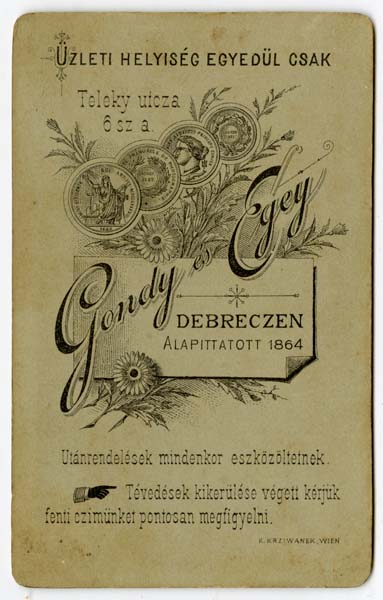 ÜZLETI HELYISÉG EGYEDÜL CSAK
Teleky utcza
6 sz a.
Gondy és Egey
DEBRECZEN
ALAPITTATOTT 1864
Utánrendelések mindenkor eszközöltetnek.
Tévedések kikerülése végett kérjük
fenti czimünket pontosan megfigyelni.
K. KRZIWANEK, WIEN